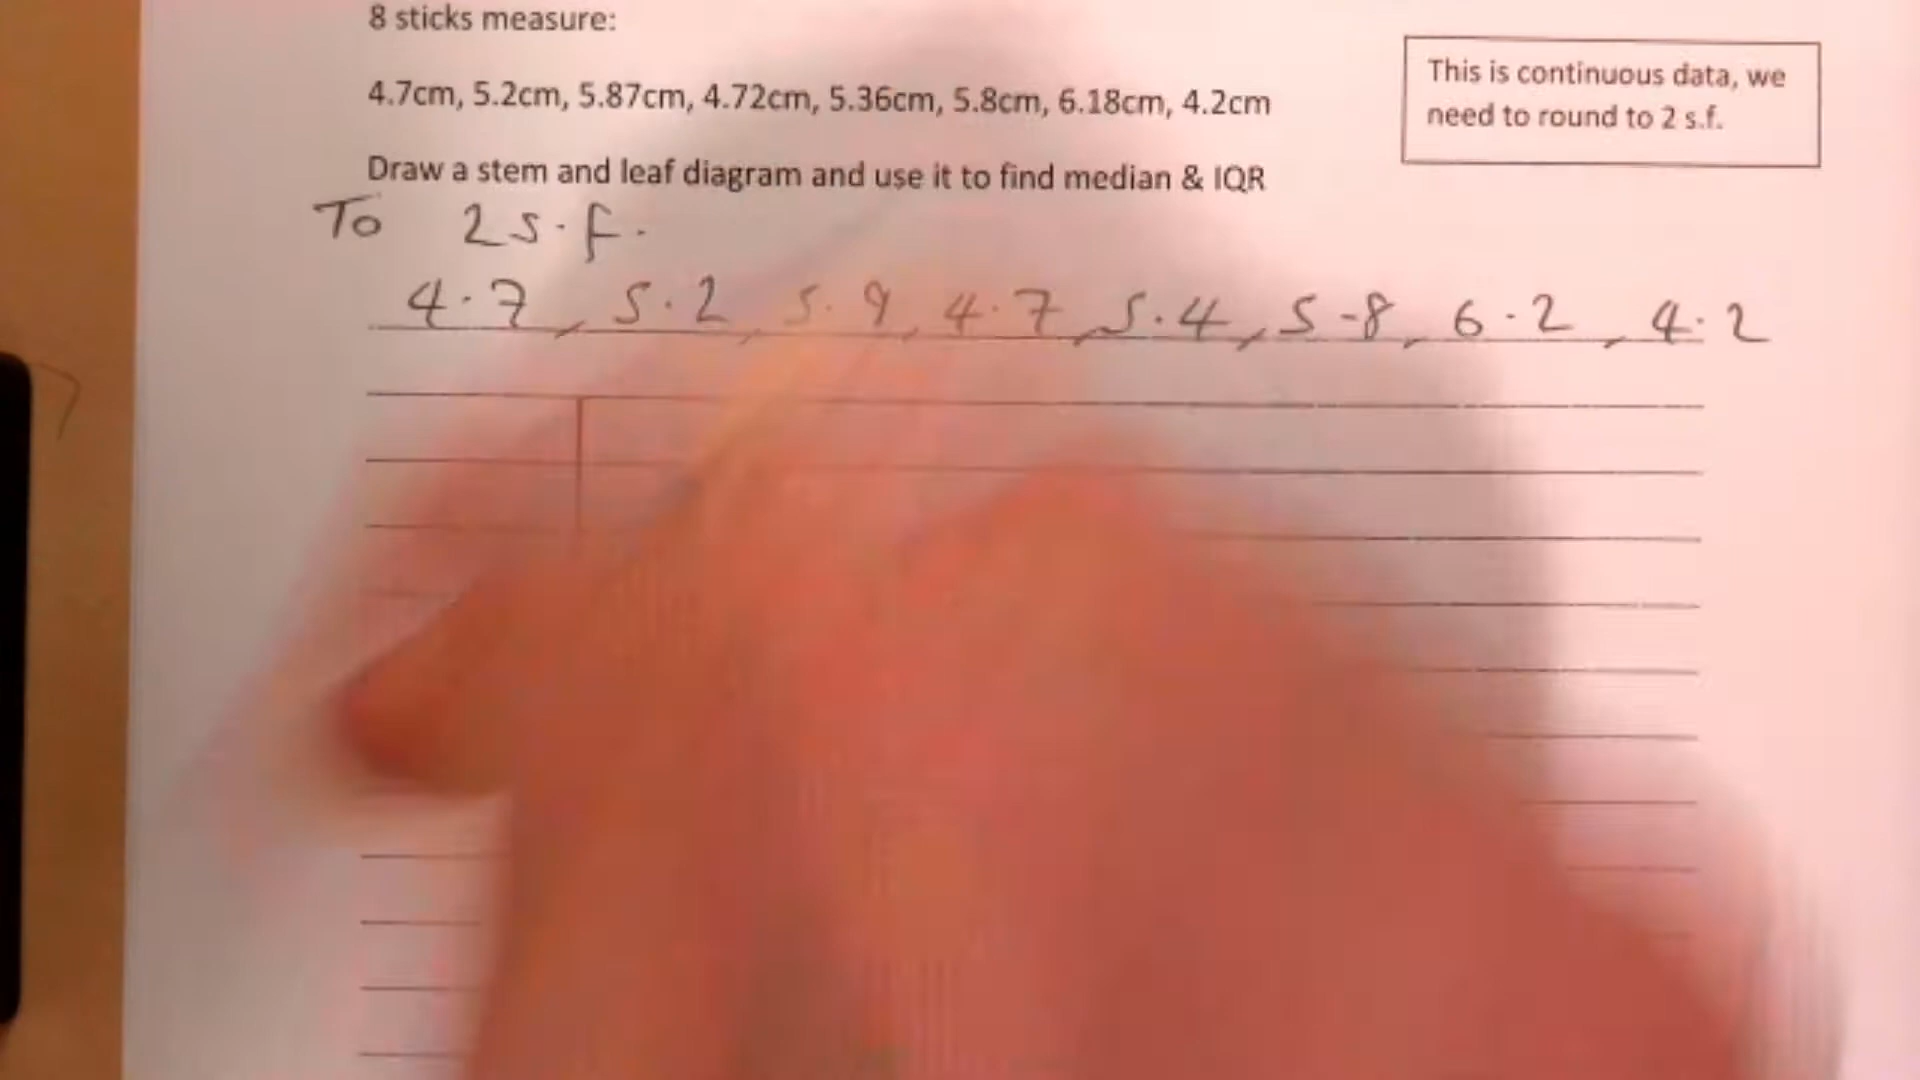 8 sticks measure:
4.7cm, 5.2cm, 5.87cm, 4.72cm, 5.36cm, 5.8cm, 6.18cm, 4.2cm
This is continuous data, we
need to round to 2 s.f.
Draw a stem and leaf diagram and use it to find median & IQR
To 2 s.f.
4.7, 5.2, 5.9, 4.7, 5.4, 5.8, 6.2, 4.2